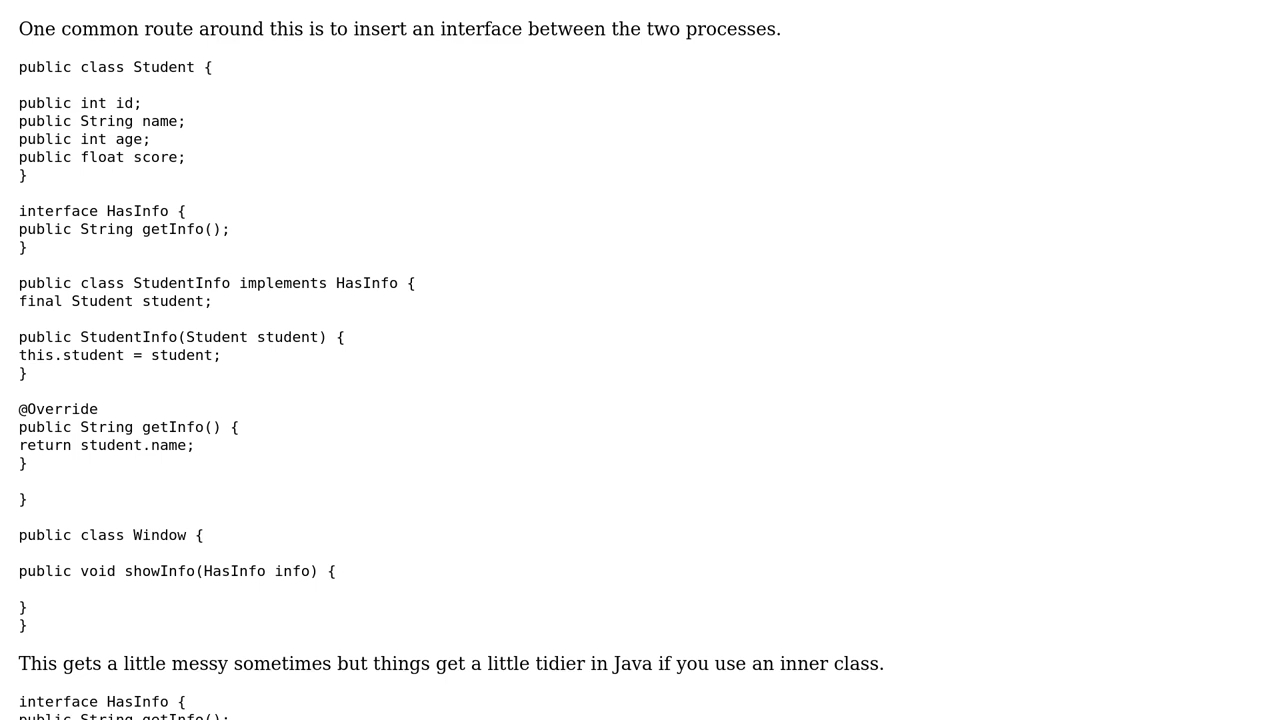 One common route around this is to insert an interface between the two processes.
public class Student {
public int id;
public String name;
public int age;
public float score;
}
interface HasInfo {
public String getInfo();
}
public class StudentInfo implements HasInfo {
final Student student;
public StudentInfo(Student student) {
this.student = student;
}
@Override
public String getInfo() {
return student.name;
}
}
public class Window {
public void showInfo(HasInfo info) {
}
}
This gets a little messy sometimes but things get a little tidier in Java if you use an inner class.
interface HasInfo {
public String getInfo();